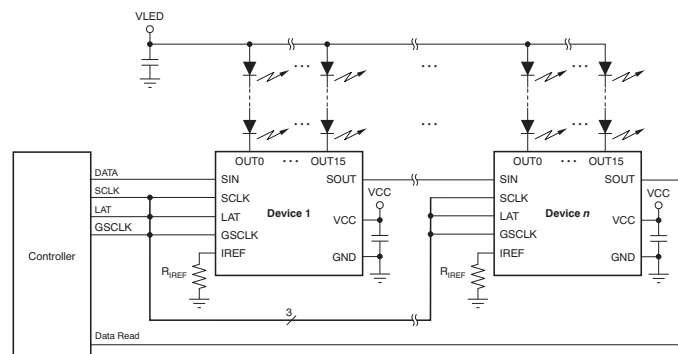 VLED
... ...
...
... ...
...
OUT0 ... OUT15
OUT0 ... OUT15
DATA
SCLK
LAT
GSCLK
Controller
Data Read
SIN
SCLK
LAT
GSCLK
IREF
Device 1
SOUT
VCC
GND
VCC
RIREF
3
SIN
SCLK
LAT
GSCLK
IREF
Device n
SOUT
VCC
GND
VCC
RIREF